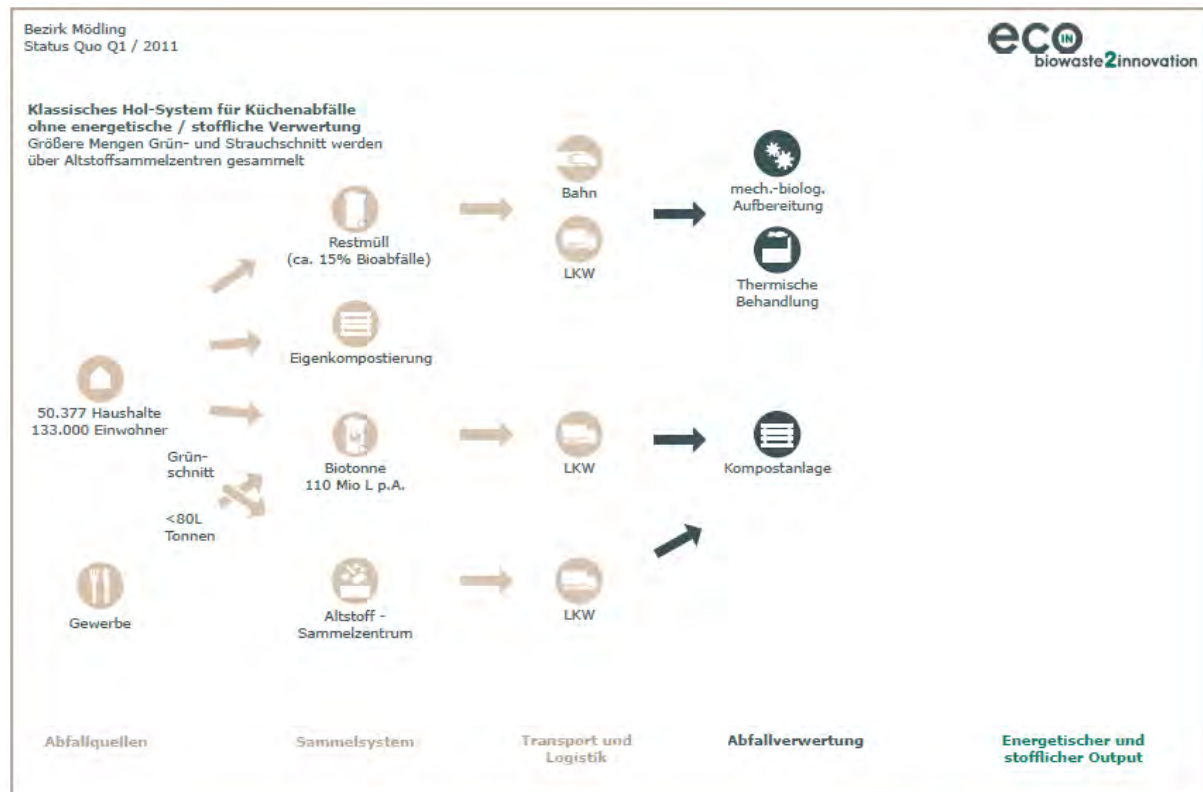 Bezirk Mödling
Status Quo Q1 / 2011
eco IN
biowaste2innovation
Klassisches Hol-System für Küchenabfälle
ohne energetische / stoffliche Verwertung
Größere Mengen Grün- und Strauchschnitt werden
über Altstoffsammelzentren gesammelt
Bahn
mech.-biolog.
Aufbereitung
Restmüll
(ca. 15% Bioabfälle)
LKW
Thermische
Behandlung
Eigenkompostierung
50.377 Haushalte
133.000 Einwohner
Grün-
schnitt
Biotonne
110 Mio L p.A.
LKW
Kompostanlage
<80L
Tonnen
Gewerbe
Altstoff -
Sammelzentrum
LKW
Abfallquellen
Sammelsystem
Transport und
Logistik
Abfallverwertung
Energetischer und
stofflicher Output